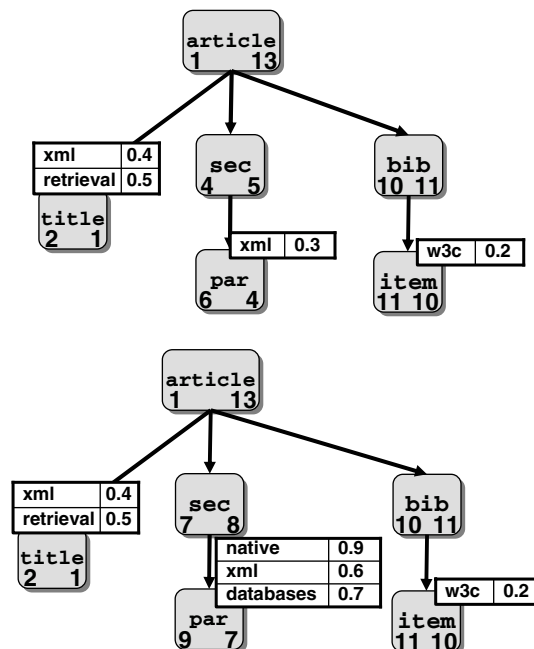 article
1 13
xml 0.4
retrieval 0.5
title
2 1
sec
4 5
bib
10 11
xml 0.3
par
6 4
w3c 0.2
item
11 10
article
1 13
xml 0.4
retrieval 0.5
title
2 1
sec
7 8
bib
10 11
native 0.9
xml 0.6
databases 0.7
par
9 7
w3c 0.2
item
11 10